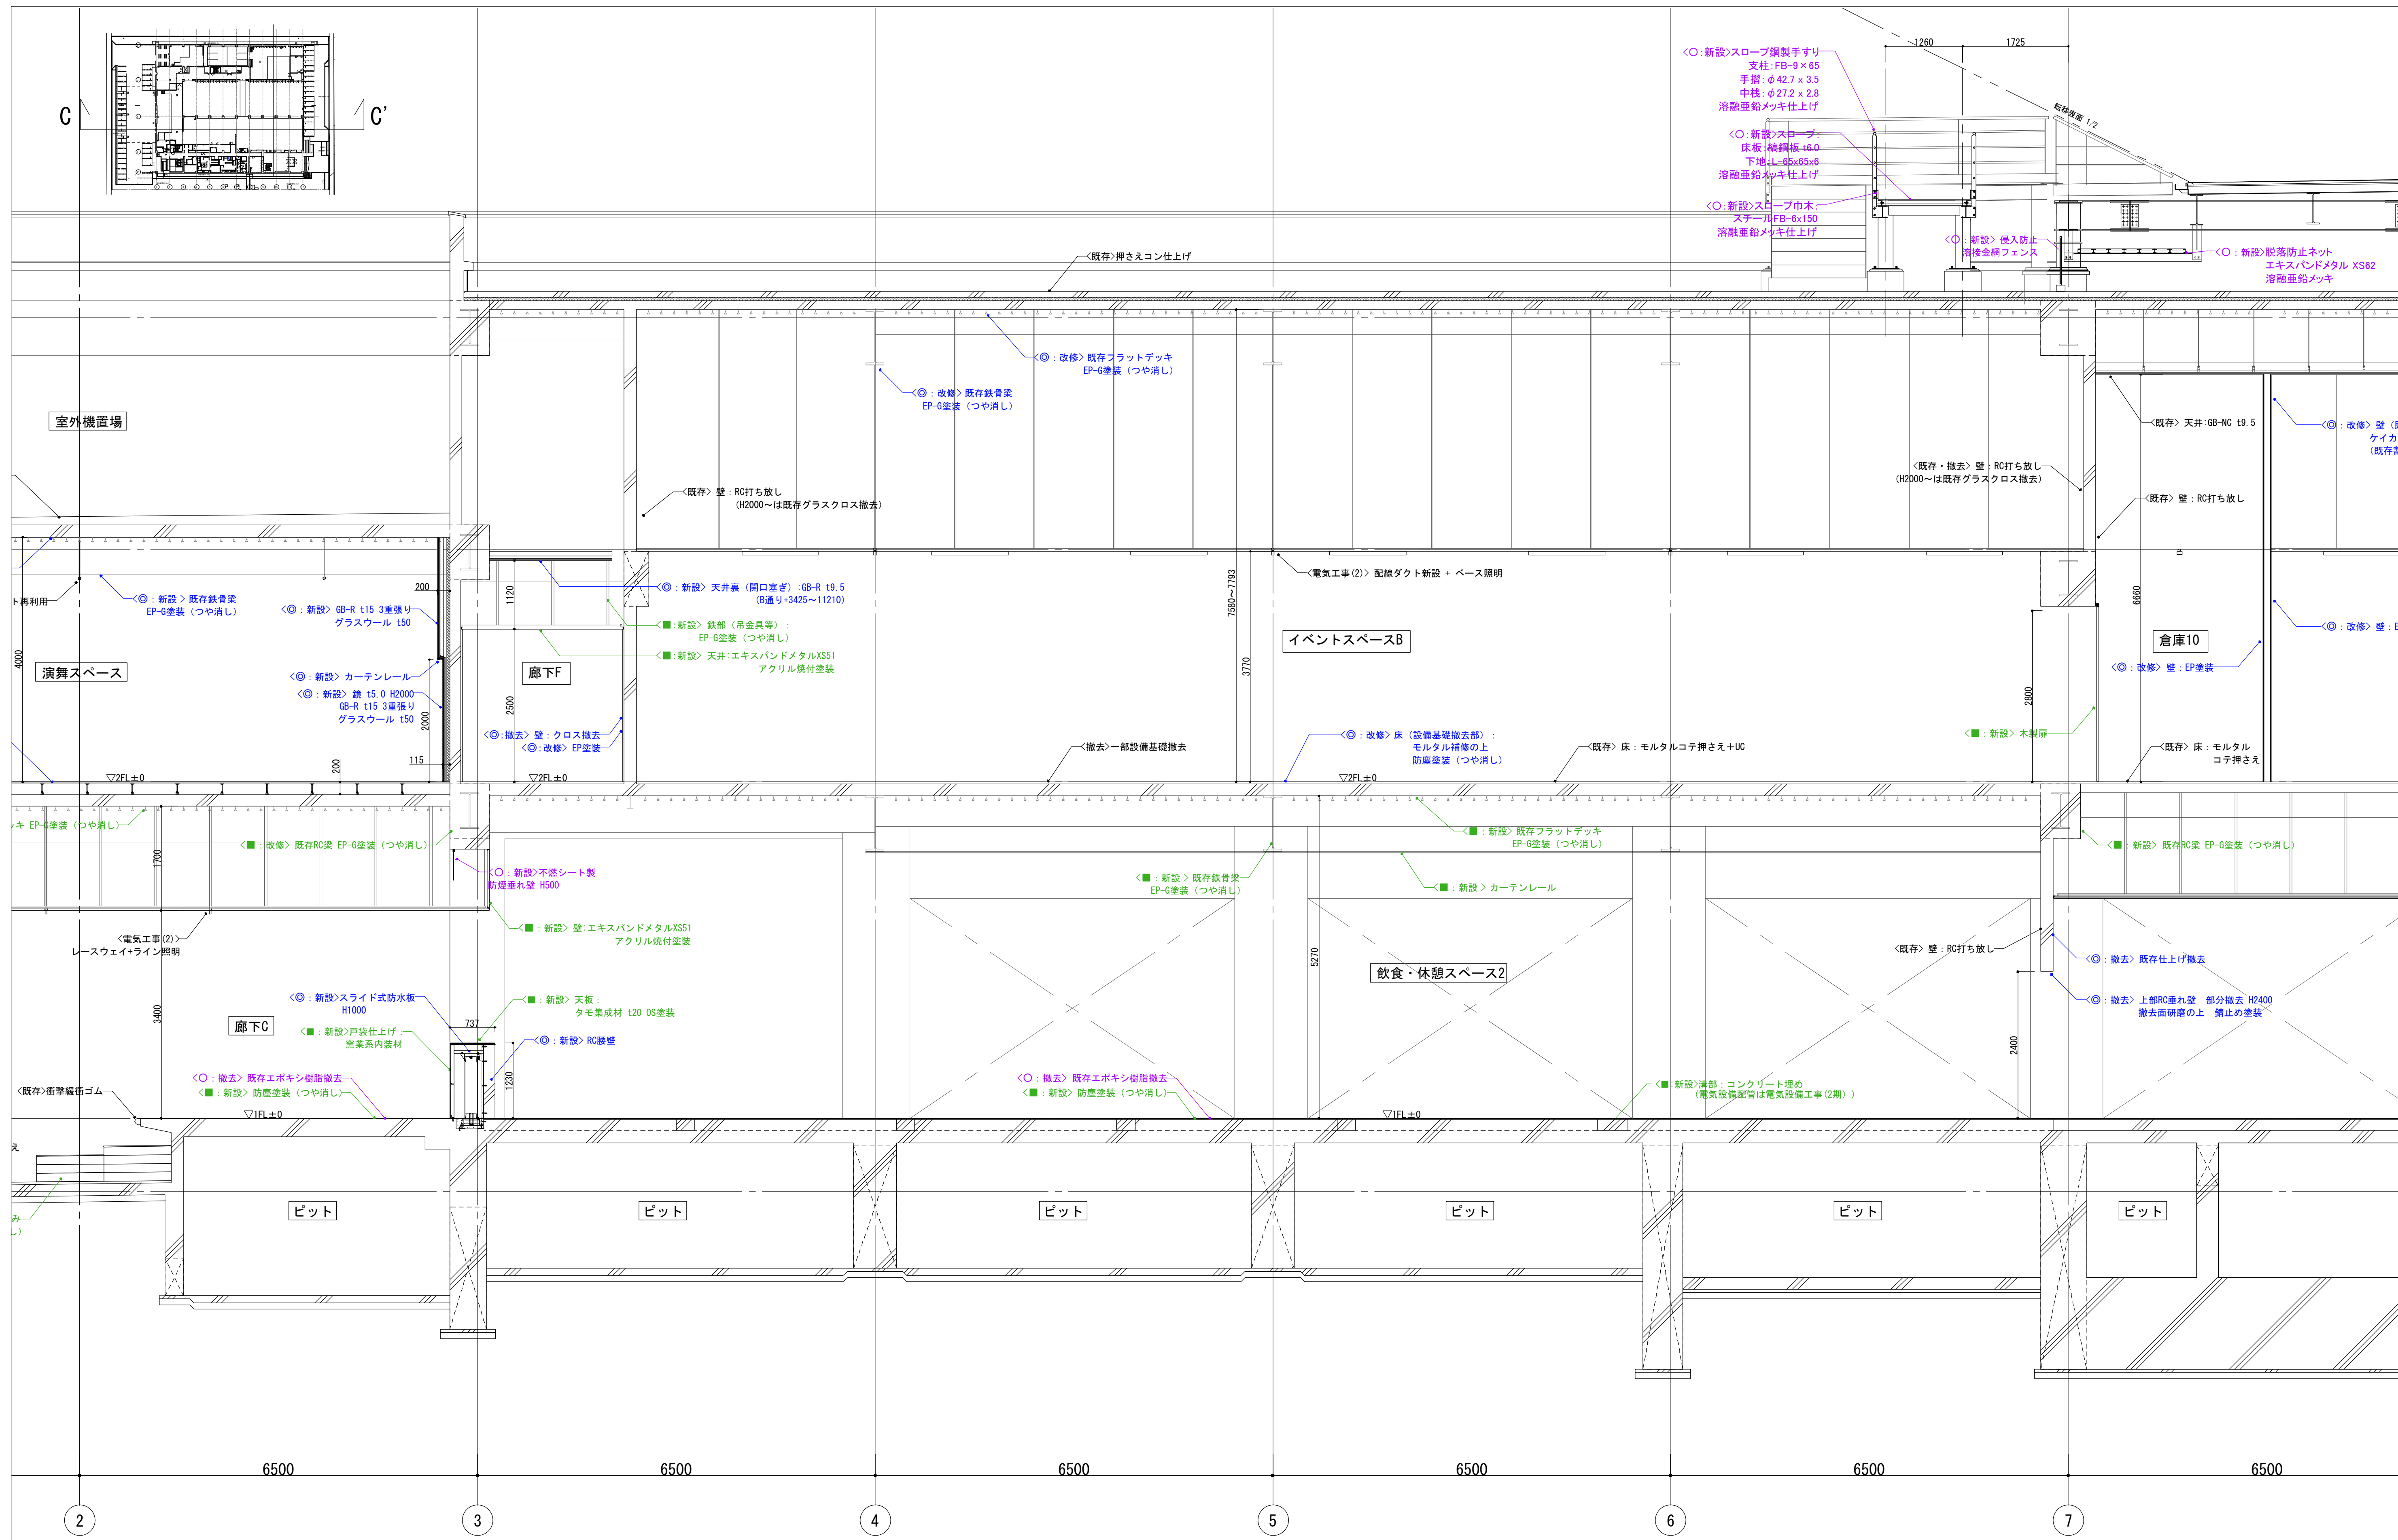 C
C'
<〇:新設>スロープ鋼製手すり
支柱:FB-9×65
手摺:φ42.7 x 3.5
中桟:φ27.2 x 2.8
溶融亜鉛メッキ仕上げ
1260
1725
転移表面 1/2
<〇:新設>スロープ:
床板:縞鋼板 t6.0
下地:L-65x65x6
溶融亜鉛メッキ仕上げ
<〇:新設>スロープ巾木:
スチールFB-6x150
溶融亜鉛メッキ仕上げ
<〇:新設> 侵入防止
溶接金網フェンス
<〇:新設>脱落防止ネット
エキスパンドメタル XS62
溶融亜鉛メッキ
<既存>押さえコン仕上げ
<◎:改修> 既存フラットデッキ
EP-G塗装(つや消し)
<◎:改修> 既存鉄骨梁
EP-G塗装(つや消し)
室外機置場
<既存> 天井:GB-NC t9.5
<◎:改修> 壁
ケイカ
<既存> 壁:RC打ち放し
(H2000~は既存グラスクロス撤去)
<既存・撤去> 壁:RC打ち放し
(H2000~は既存グラスクロス撤去)
<既存> 壁:RC打ち放し
<電気工事(2)> 配線ダクト新設 + ベース照明
ト再利用
<◎:新設> 既存鉄骨梁
EP-G塗装(つや消し)
200
<◎:新設> GB-R t15 3重張り
グラスウール t50
1120
<◎:新設> 天井裏(開口塞ぎ):GB-R t9.5
(B通り+3425~11210)
<■:新設> 鉄部(吊金具等):
EP-G塗装(つや消し)
<■:新設> 天井:エキスパンドメタルXS51
アクリル焼付塗装
7580~7793
6660
4000
演舞スペース
廊下F
イベントスペースB
倉庫10
3770
<◎:改修> 壁:E
<◎:改修> 壁:EP塗装
<◎:新設> カーテンレール
<◎:新設> 鏡 t5.0 H2000
GB-R t15 3重張り
グラスウール t50
2000
2500
2800
<◎:撤去> 壁:クロス撤去
<◎:改修> EP塗装
<撤去>一部設備基礎撤去
<◎:改修> 床(設備基礎撤去部):
モルタル補修の上
防塵塗装(つや消し)
<既存> 床:モルタルコテ押さえ+UC
<■:新設> 木製扉
<既存> 床:モルタル
コテ押さえ
200
115
▽2FL±0
▽2FL±0
▽2FL±0
ッキ EP-G塗装(つや消し)
<■:改修> 既存RC梁 EP-G塗装(つや消し)
1700
<■:新設> 既存フラットデッキ
EP-G塗装(つや消し)
<■:新設> 既存RC梁 EP-G塗装(つや消し)
<〇:新設>不燃シート製
防煙垂れ壁 H500
<■:新設> 既存鉄骨梁
EP-G塗装(つや消し)
<■:新設> カーテンレール
<■:新設> 壁:エキスパンドメタルXS51
アクリル焼付塗装
<電気工事(2)>
レースウェイ+ライン照明
<既存> 壁:RC打ち放し
<◎:撤去> 既存仕上げ撤去
5270
飲食・休憩スペース2
<◎:新設>スライド式防水板
H1000
<■:新設> 天板:
タモ集成材 t20 OS塗装
<◎:撤去> 上部RC垂れ壁 部分撤去 H2400
撤去面研磨の上 錆止め塗装
3400
廊下C
737
<■:新設>戸袋仕上げ:
窯業系内装材
<◎:新設> RC腰壁
2400
1230
<既存>衝撃緩衝ゴム
<〇:撤去> 既存エポキシ樹脂撤去
<■:新設> 防塵塗装(つや消し)
<〇:撤去> 既存エポキシ樹脂撤去
<■:新設> 防塵塗装(つや消し)
<■:新設>溝部:コンクリート埋め
(電気設備配管は電気設備工事(2期))
▽1FL±0
▽1FL±0
え
み
し)
ピット
ピット
ピット
ピット
ピット
ピット
6500
6500
6500
6500
6500
6500
2
3
4
5
6
7